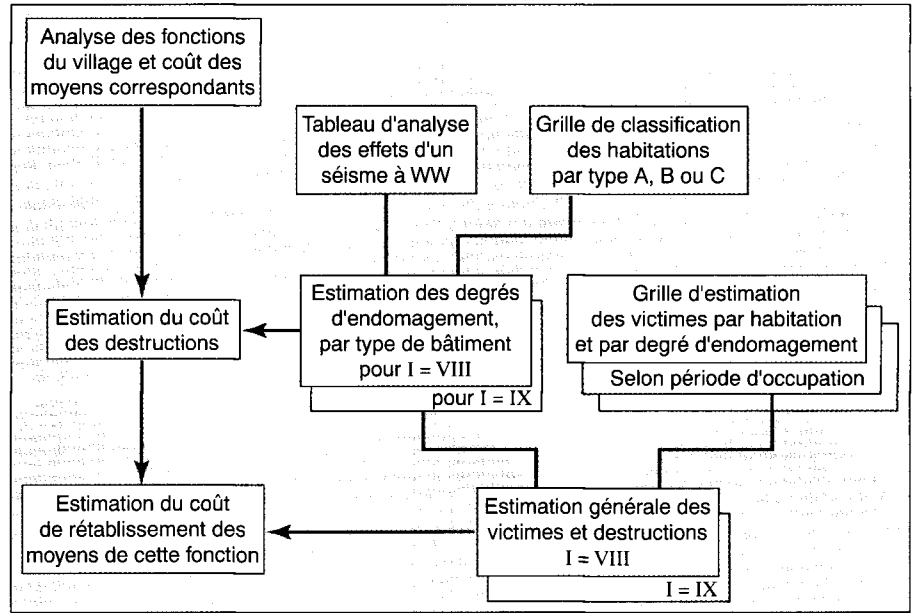 Analyse des fonctions
du village et coût des
moyens correspondants
Tableau d'analyse
des effets d'un
séisme à WW
Grille de classification
des habitations
par type A, B ou C
Estimation du coût
des destructions
Estimation des degrés
d'endomagement,
par type de bâtiment
pour I = VIII
pour I = IX
Grille d'estimation
des victimes par habitation
et par degré d'endomagement
Selon période d'occupation
Estimation du coût
de rétablissement des
moyens de cette fonction
Estimation générale des
victimes et destructions
I = VIII
I = IX